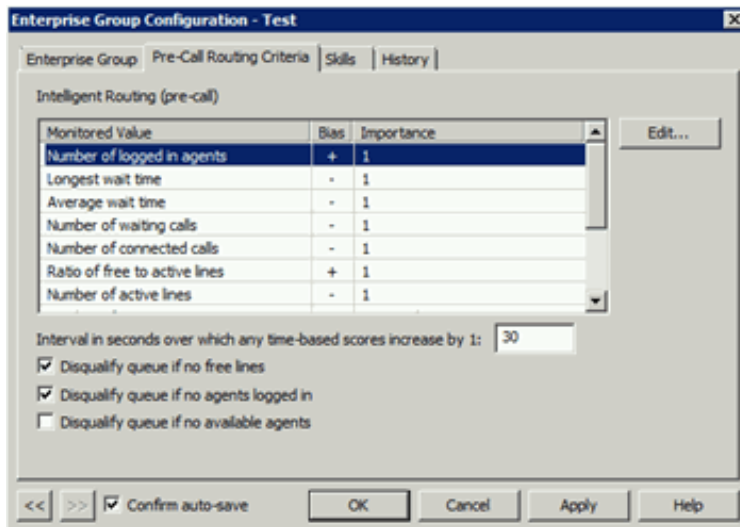 Enterprise Group Configuration - Test
Enterprise Group Pre-Call Routing Criteria Skills History
Intelligent Routing (pre-call)
Monitored Value Bias Importance
Edit...
Number of logged in agents + 1
Longest wait time - 1
Average wait time - 1
Number of waiting calls - 1
Number of connected calls - 1
Ratio of free to active lines + 1
Number of active lines - 1
Interval in seconds over which any time-based scores increase by 1: 30
Disqualify queue if no free lines
Disqualify queue if no agents logged in
Disqualify queue if no available agents
<< >> Confirm auto-save OK Cancel Apply Help